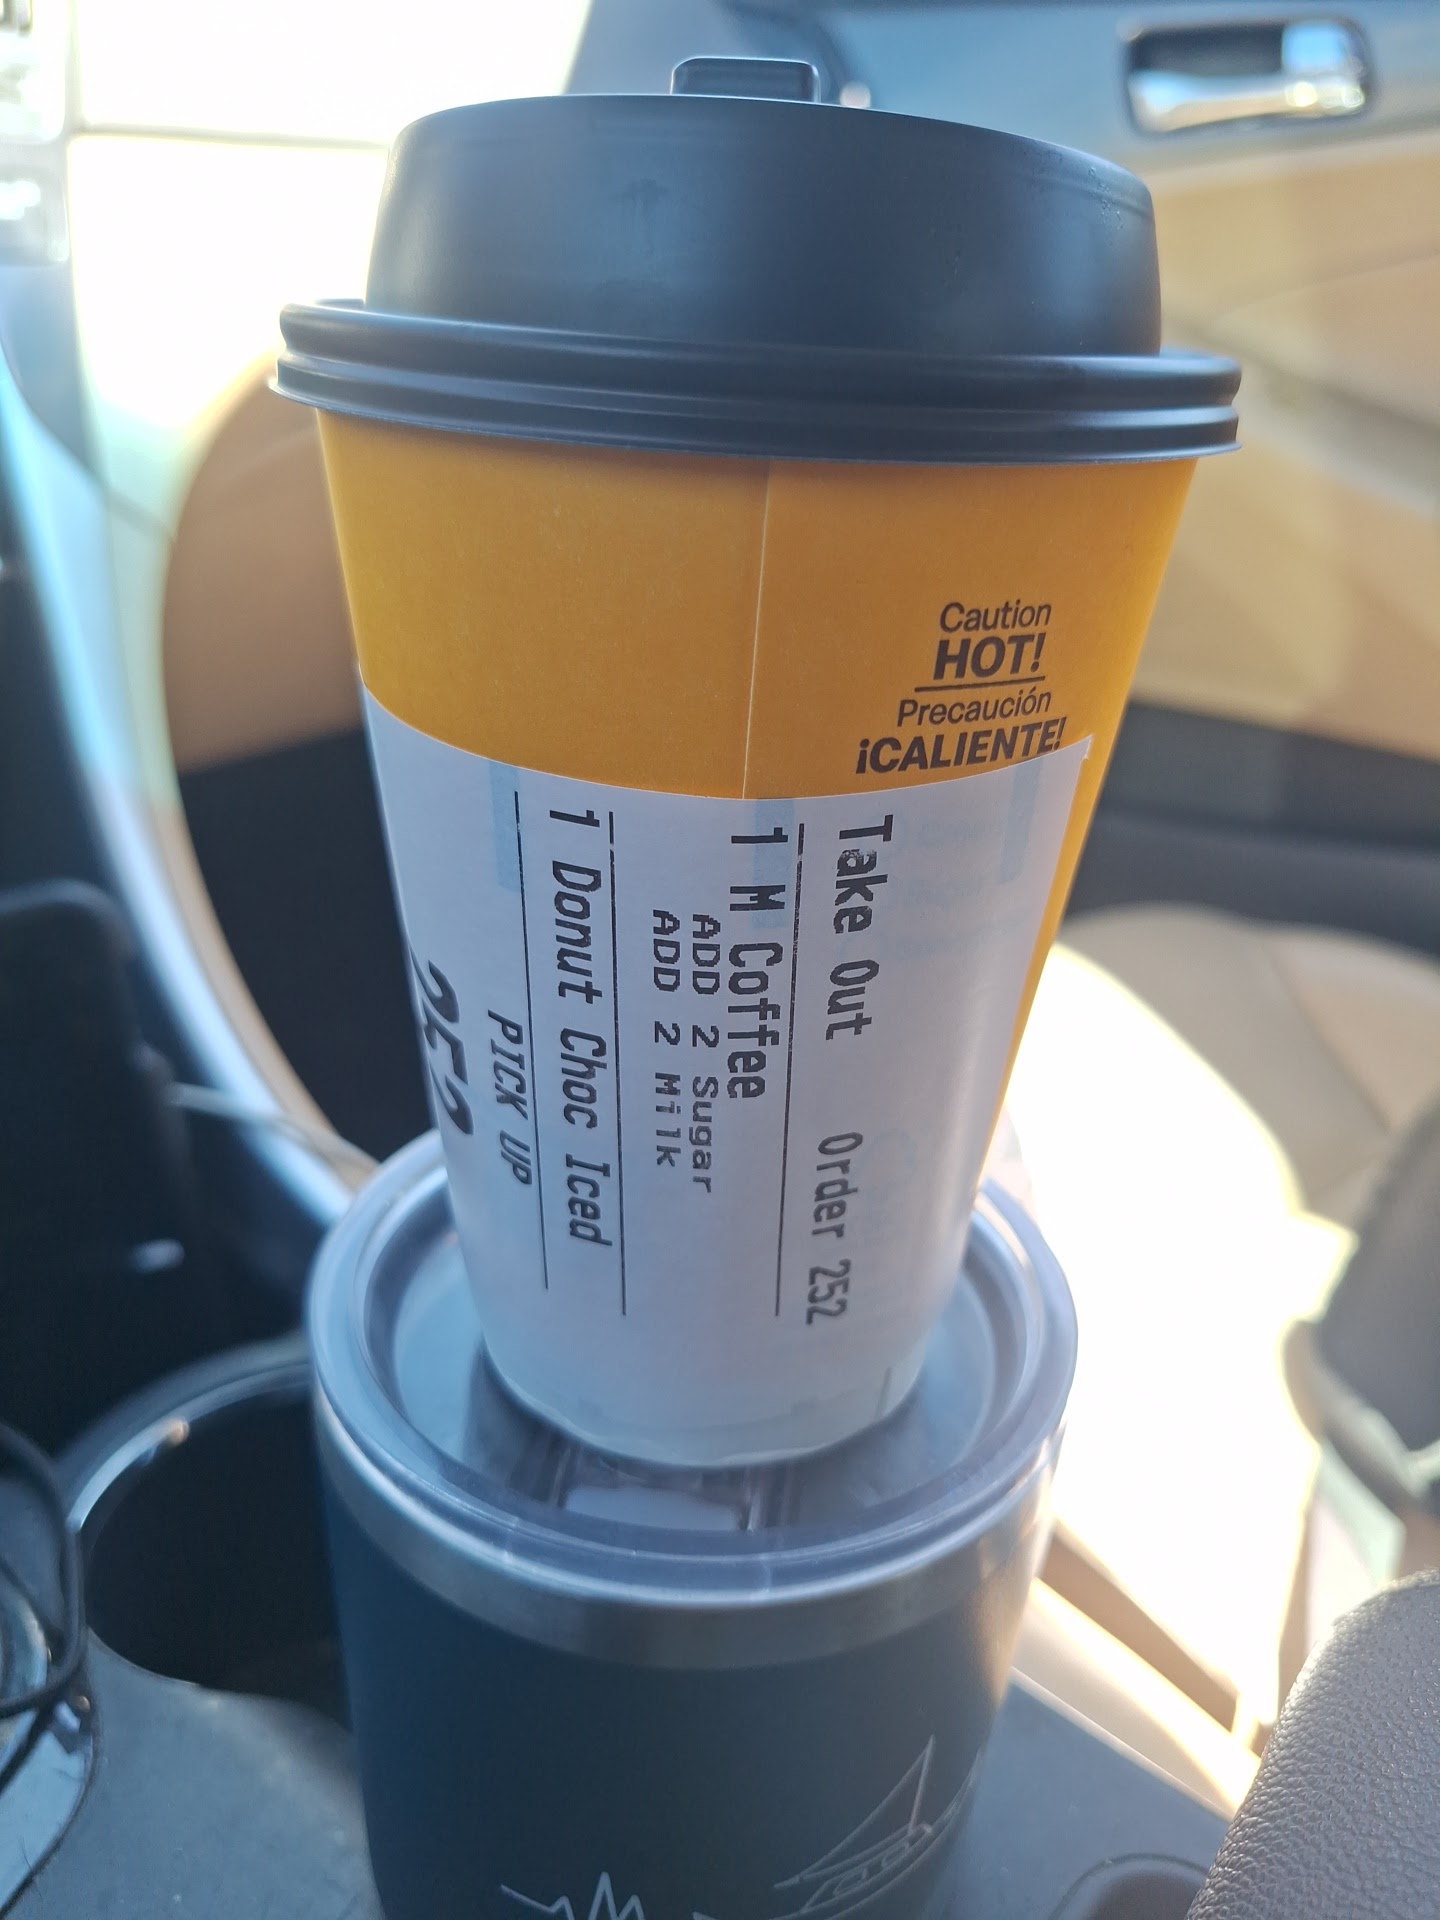 Caution
HOT!
Precaución
¡CALIENTE!
Take Out Order 252
1 M Coffee
ADD 2 Sugar
ADD 2 Milk
1 Donut Choc Iced
PICK UP
252